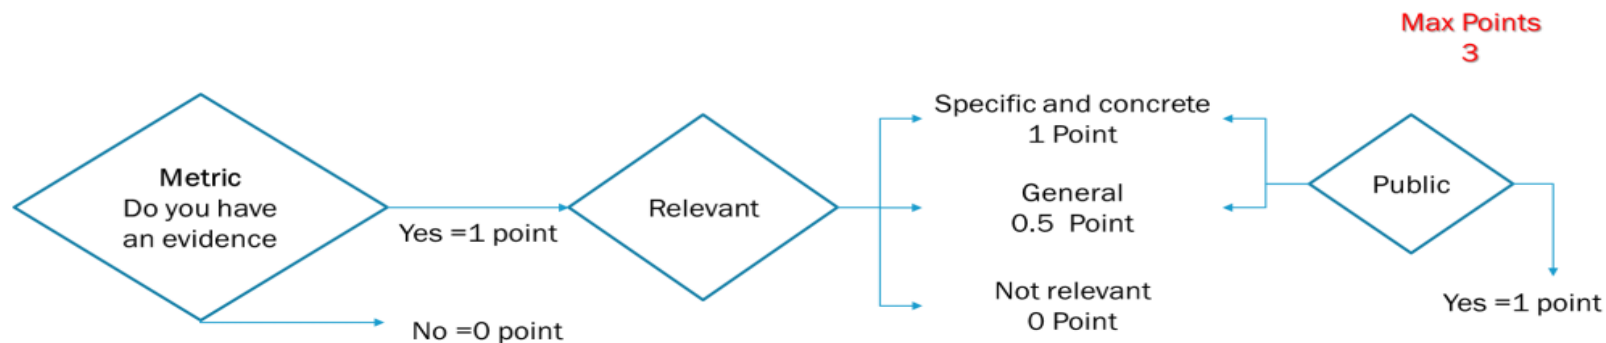 Max Points
3
Metric
Do you have
an evidence
Yes =1 point
No =0 point
Relevant
Specific and concrete
1 Point
General
0.5 Point
Not relevant
0 Point
Public
Yes =1 point